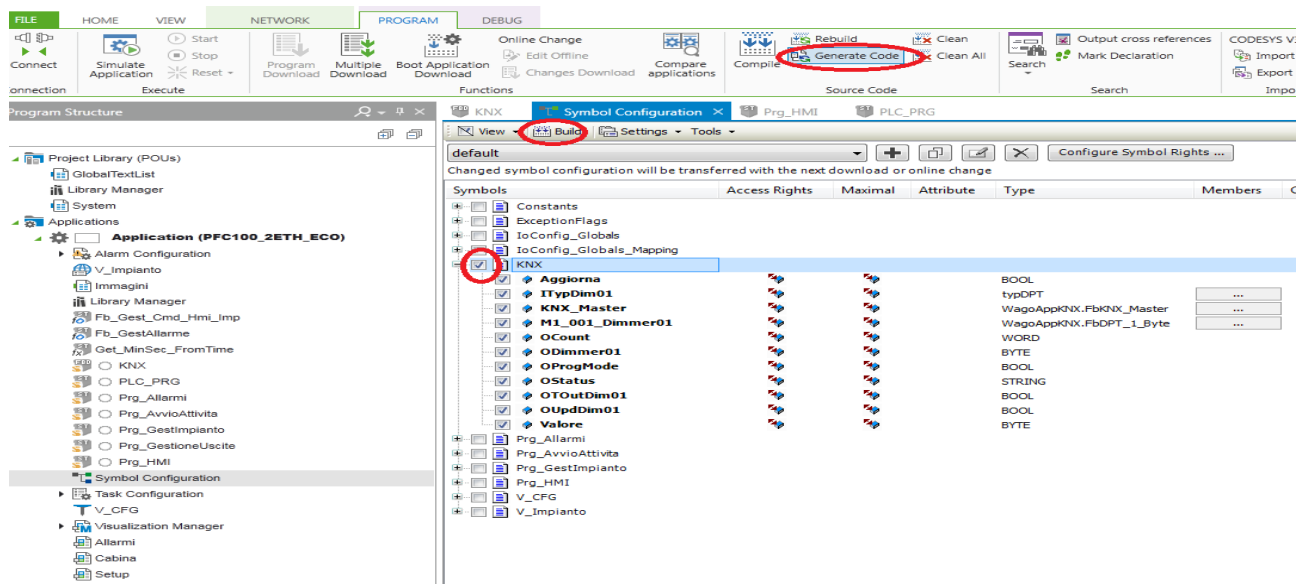 FILE HOME VIEW NETWORK PROGRAM DEBUG
Start Online Change Rebuild Clean Output cross references CODESYS V
Stop Edit Offline Generate Code Clean All Mark Declaration Import
Connect Simulate Application Reset Program Download Multiple Download Boot Application Download Changes Download Compare applications Compile Search Export
onnection Execute Functions Source Code Search Impo
Program Structure KNX Symbol Configuration Prg_HMI PLC_PRG
View Build Settings Tools
default Configure Symbol Rights ...
Changed symbol configuration will be transferred with the next download or online change
Symbols Access Rights Maximal Attribute Type Members
Project Library (POUs)
GlobalTextList
Library Manager
System
Applications
Application (PFC100_2ETH_ECO)
Alarm Configuration
V_Impianto
Immagini
Library Manager
Fb_Gest_Cmd_Hmi_Imp
Fb_GestAllarme
Get_MinSec_FromTime
KNX
PLC_PRG
Prg_Allarmi
Prg_AvvioAttivita
Prg_GestImpianto
Prg_GestioneUscite
Prg_HMI
Symbol Configuration
Task Configuration
V_CFG
Visualization Manager
Allarmi
Cabina
Setup
Constants
ExceptionFlags
IoConfig_Globals
IoConfig_Globals_Mapping
KNX
Aggiorna BOOL
ITypDim01 typDPT ...
KNX_Master WagoAppKNX.FbKNX_Master ...
M1_001_Dimmer01 WagoAppKNX.FbDPT_1_Byte ...
OCount WORD
ODimmer01 BYTE
OProgMode BOOL
OStatus STRING
OTOutDim01 BOOL
OUpdDim01 BOOL
Valore BYTE
Prg_Allarmi
Prg_AvvioAttivita
Prg_GestImpianto
Prg_HMI
V_CFG
V_Impianto